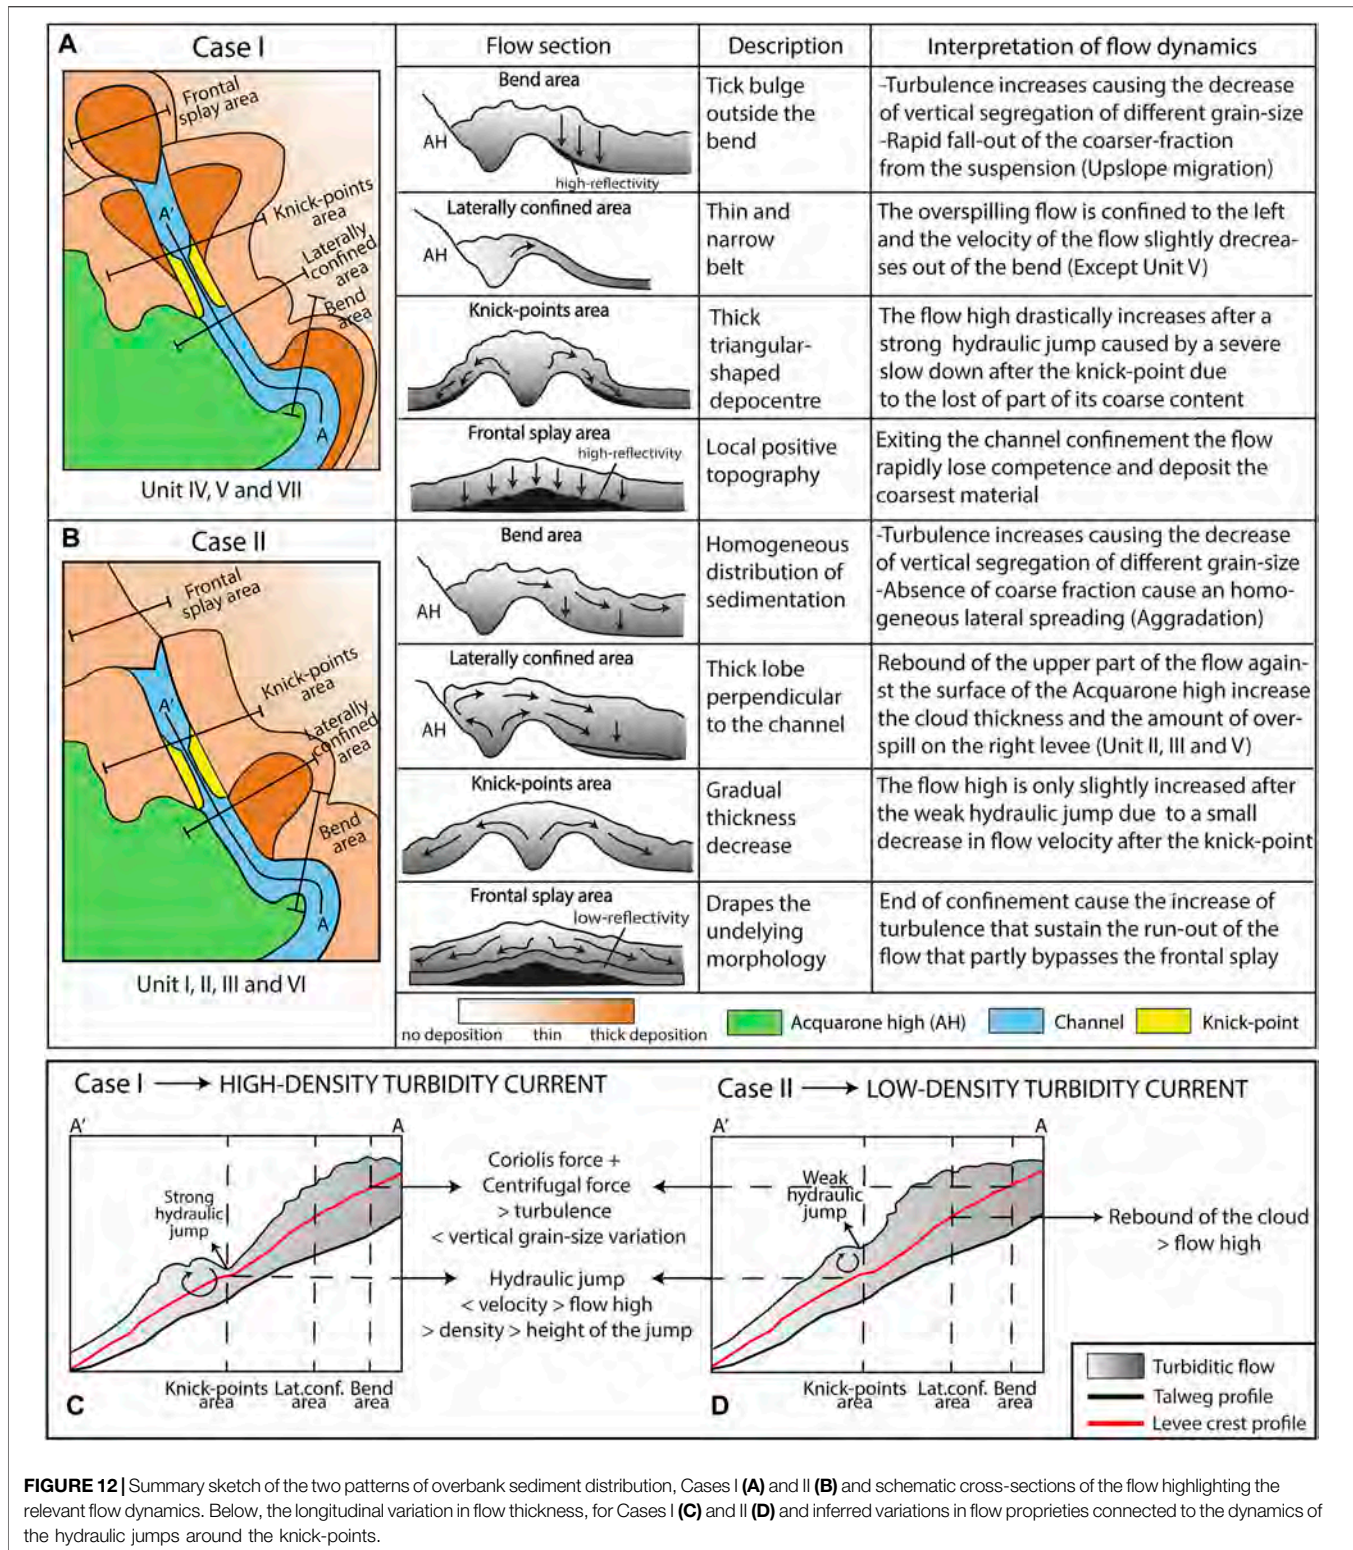 A
Case I
Frontal
splay area
Knick-points
area
Laterally
confined
area
Bend
area
A'
A
Unit IV, V and VII
Flow section
Description
Interpretation of flow dynamics
Bend area
AH
high-reflectivity
Tick bulge
outside the
bend
-Turbulence increases causing the decrease
of vertical segregation of different grain-size
-Rapid fall-out of the coarser-fraction
from the suspension (Upslope migration)
Laterally confined area
AH
Thin and
narrow
belt
The overspilling flow is confined to the left
and the velocity of the flow slightly drecrea-
ses out of the bend (Except Unit V)
Knick-points area
Thick
triangular-
shaped
depocentre
The flow high drastically increases after a
strong hydraulic jump caused by a severe
slow down after the knick-point due
to the lost of part of its coarse content
Frontal splay area
high-reflectivity
Local positive
topography
Exiting the channel confinement the flow
rapidly lose competence and deposit the
coarsest material
B
Case II
Frontal
splay area
Knick-points
area
Laterally
confined
area
Bend
area
A'
A
Unit I, II, III and VI
Bend area
AH
Homogeneous
distribution of
sedimentation
-Turbulence increases causing the decrease
of vertical segregation of different grain-size
-Absence of coarse fraction cause an homo-
geneous lateral spreading (Aggradation)
Laterally confined area
AH
Thick lobe
perpendicular
to the channel
Rebound of the upper part of the flow again-
st the surface of the Acquarone high increase
the cloud thickness and the amount of over-
spill on the right levee (Unit II, III and V)
Knick-points area
Gradual
thickness
decrease
The flow high is only slightly increased after
the weak hydraulic jump due to a small
decrease in flow velocity after the knick-point
Frontal splay area
low-reflectivity
Drapes the
undelying
morphology
End of confinement cause the increase of
turbulence that sustain the run-out of the
flow that partly bypasses the frontal splay
no deposition thin thick deposition
Acquarone high (AH)
Channel
Knick-point
Case I HIGH-DENSITY TURBIDITY CURRENT
A'
A
Strong
hydraulic
jump
Knick-points
area
Lat.conf.
area
Bend
area
C
Coriolis force +
Centrifugal force
> turbulence
< vertical grain-size variation
Hydraulic jump
< velocity > flow high
> density > height of the jump
Case II LOW-DENSITY TURBIDITY CURRENT
A'
A
Weak
hydraulic
jump
Knick-points
area
Lat.conf.
area
Bend
area
D
Rebound of the cloud
> flow high
Turbiditic flow
Talweg profile
Levee crest profile
FIGURE 12 | Summary sketch of the two patterns of overbank sediment distribution, Cases I (A) and II (B) and schematic cross-sections of the flow highlighting the
relevant flow dynamics. Below, the longitudinal variation in flow thickness, for Cases I (C) and II (D) and inferred variations in flow proprieties connected to the dynamics of
the hydraulic jumps around the knick-points.